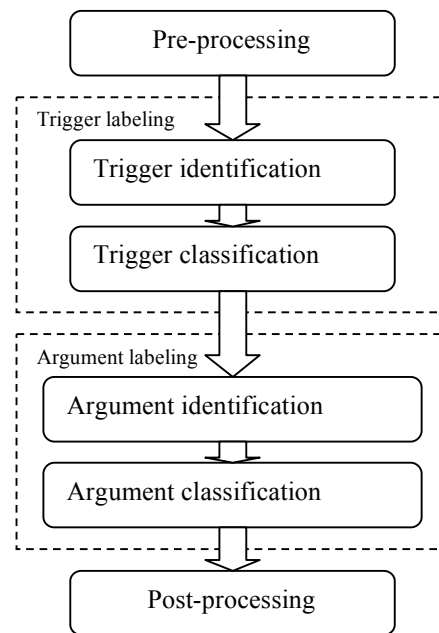 Pre-processing
Trigger labeling
Trigger identification
Trigger classification
Argument labeling
Argument identification
Argument classification
Post-processing